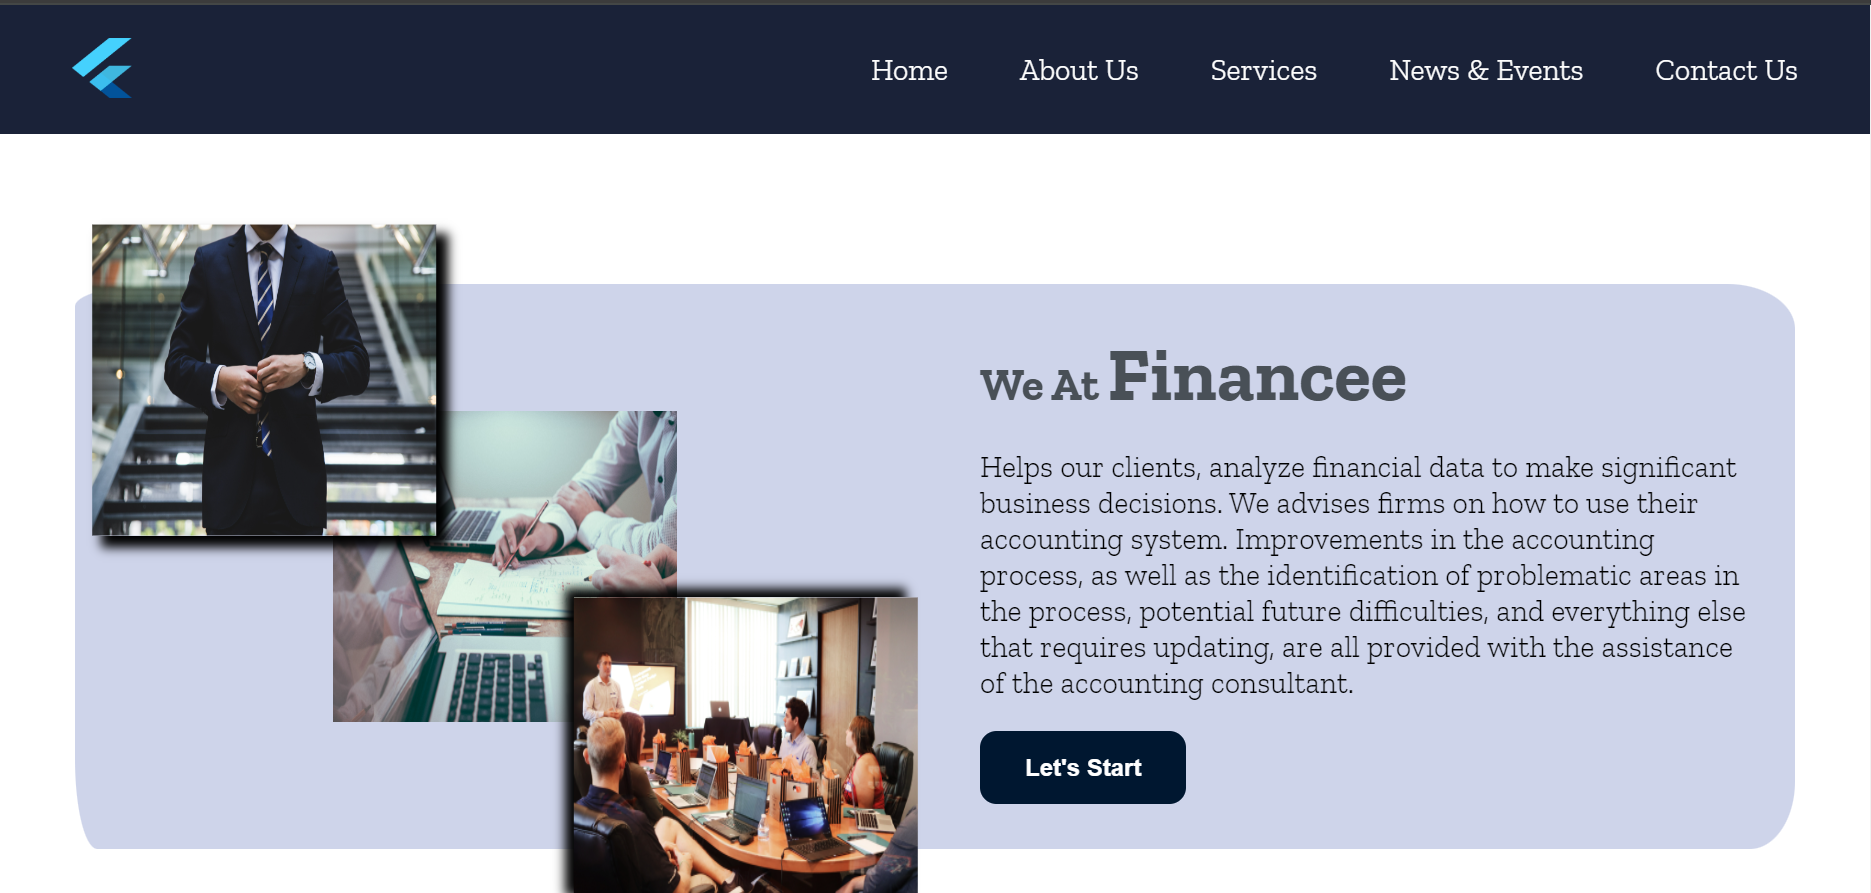 Home About Us Services News & Events Contact Us
We At Financee
Helps our clients, analyze financial data to make significant
business decisions. We advises firms on how to use their
accounting system. Improvements in the accounting
process, as well as the identification of problematic areas in
the process, potential future difficulties, and everything else
that requires updating, are all provided with the assistance
of the accounting consultant.
Let's Start